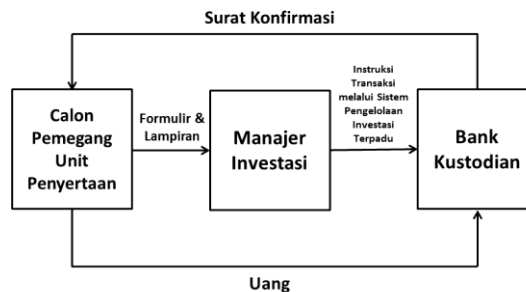 Surat Konfirmasi
Calon
Pemegang
Unit
Penyertaan
Formulir &
Lampiran
Manajer
Investasi
Instruksi
Transaksi
melalui Sistem
Pengelolaan
Investasi
Terpadu
Bank
Kustodian
Uang